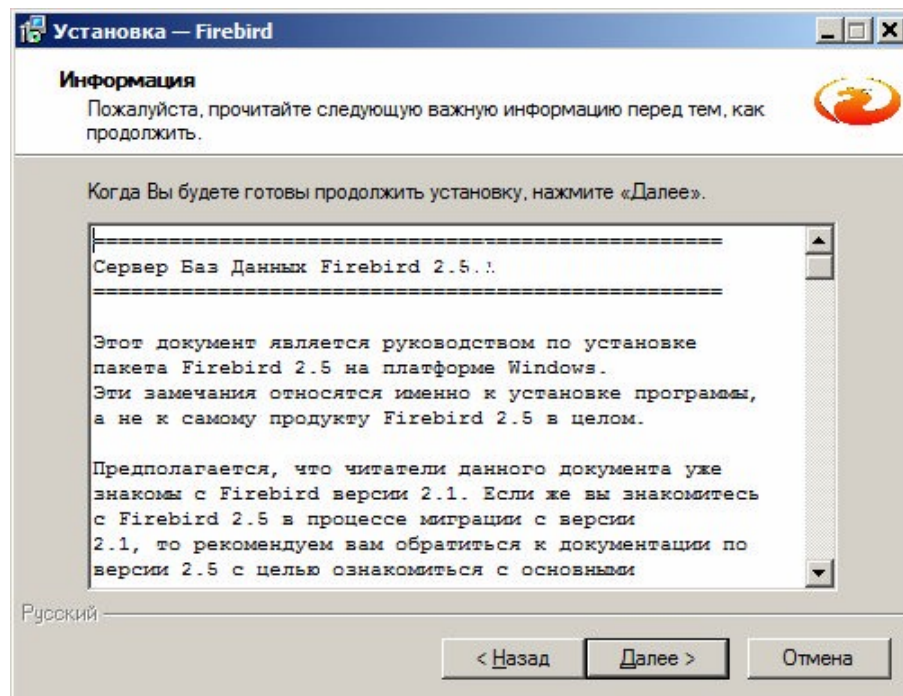 Установка — Firebird
Информация
Пожалуйста, прочитайте следующую важную информацию перед тем, как
продолжить.
Когда Вы будете готовы продолжить установку, нажмите «Далее».
==================================================
Сервер Баз Данных Firebird 2.5.
==================================================
Этот документ является руководством по установке
пакета Firebird 2.5 на платформе Windows.
Эти замечания относятся именно к установке программы,
а не к самому продукту Firebird 2.5 в целом.
Предполагается, что читатели данного документа уже
знакомы с Firebird версии 2.1. Если же вы знакомитесь
с Firebird 2.5 в процессе миграции с версии
2.1, то рекомендуем вам обратиться к документации по
версии 2.5 с целью ознакомиться с основными
Русский
< Назад
Далее >
Отмена